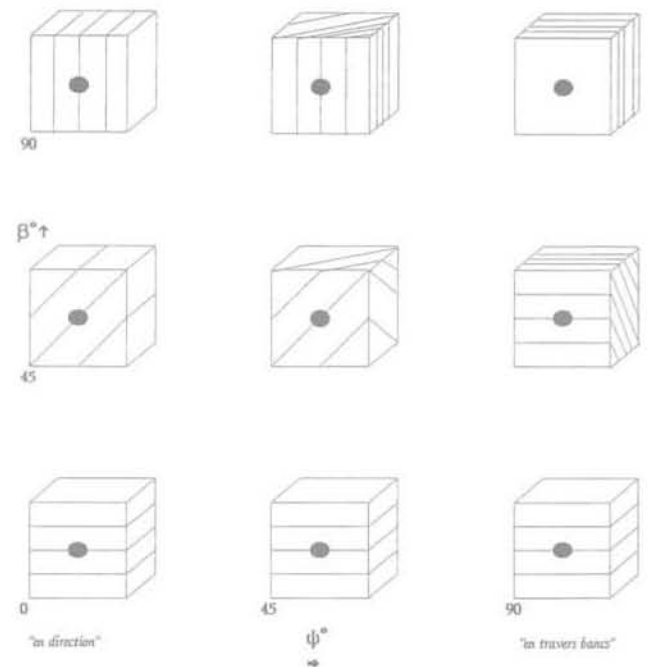 90
β°↑
45
0
45
90
"en direction"
ψ°
"en travers bancs"